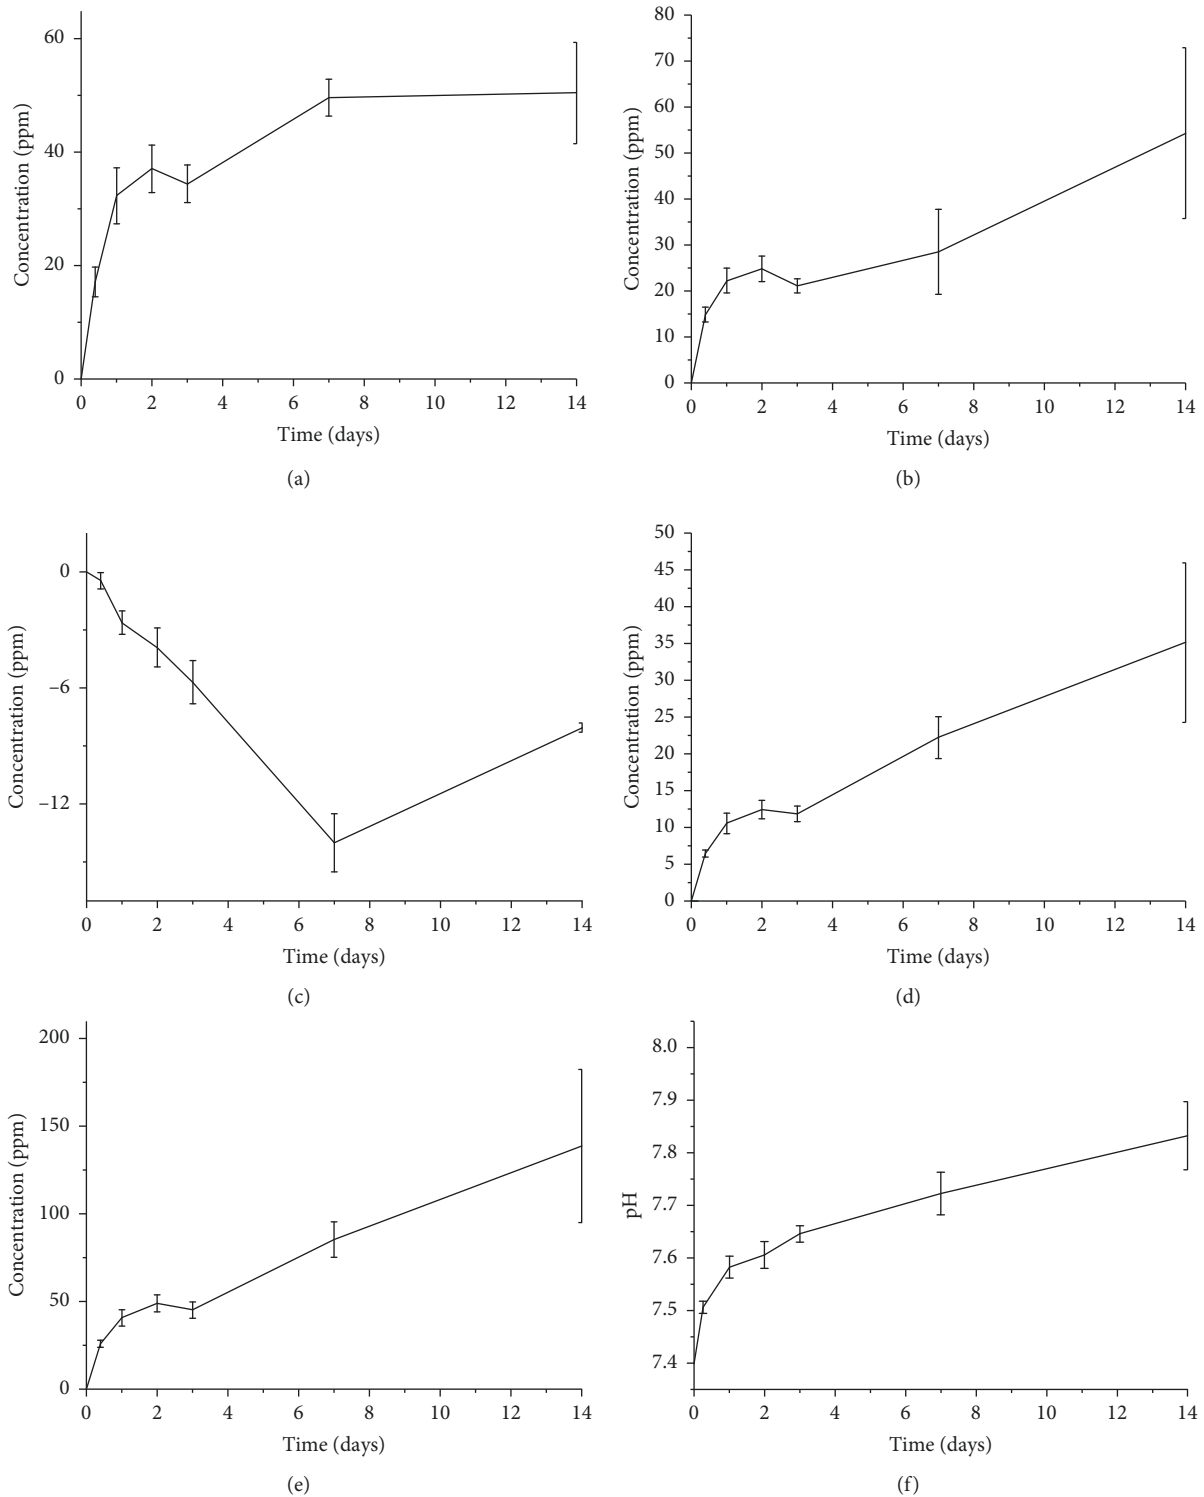 60
40
20
0
0 2 4 6 8 10 12 14
Concentration (ppm)
Time (days)
(a)
80
70
60
50
40
30
20
10
0
0 2 4 6 8 10 12 14
Concentration (ppm)
Time (days)
(b)
0
–6
–12
0 2 4 6 8 10 12 14
Concentration (ppm)
Time (days)
(c)
50
45
40
35
30
25
20
15
10
5
0
0 2 4 6 8 10 12 14
Concentration (ppm)
Time (days)
(d)
200
150
100
50
0
0 2 4 6 8 10 12 14
Concentration (ppm)
Time (days)
(e)
8.0
7.9
7.8
7.7
7.6
7.5
7.4
0 2 4 6 8 10 12 14
pH
Time (days)
(f)